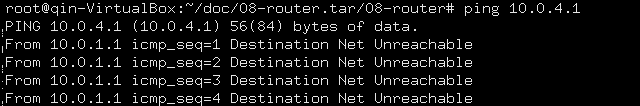 root@qin-VirtualBox:~/doc/08-router.tar/08-router# ping 10.0.4.1
PING 10.0.4.1 (10.0.4.1) 56(84) bytes of data.
From 10.0.1.1 icmp_seq=1 Destination Net Unreachable
From 10.0.1.1 icmp_seq=2 Destination Net Unreachable
From 10.0.1.1 icmp_seq=3 Destination Net Unreachable
From 10.0.1.1 icmp_seq=4 Destination Net Unreachable